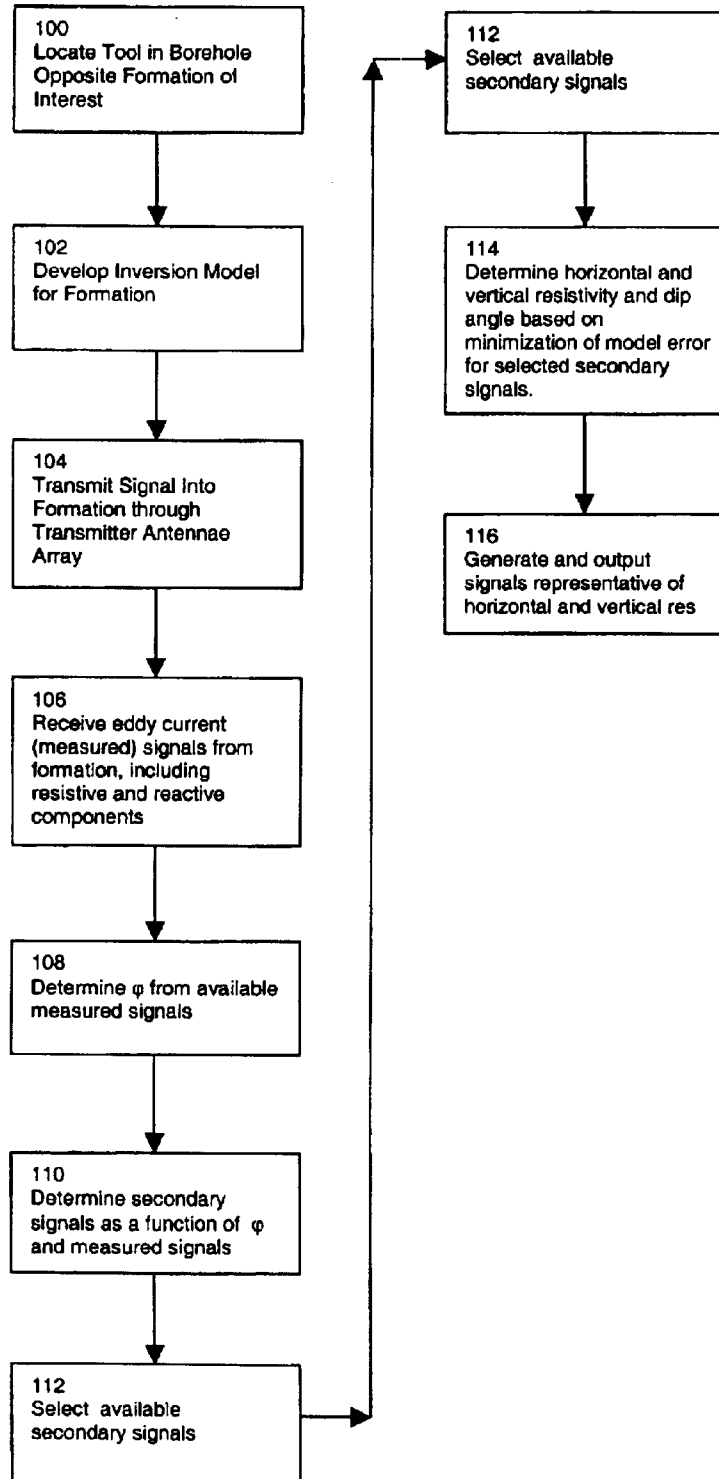 100
Locate Tool in Borehole
Opposite Formation of
Interest
102
Develop Inversion Model
for Formation
104
Transmit Signal Into
Formation through
Transmitter Antennae
Array
106
Receive eddy current
(measured) signals from
formation, including
resistive and reactive
components
108
Determine φ from available
measured signals
110
Determine secondary
signals as a function of φ
and measured signals
112
Select available
secondary signals
112
Select available
secondary signals
114
Determine horizontal and
vertical resistivity and dip
angle based on
minimization of model error
for selected secondary
signals.
116
Generate and output
signals representative of
horizontal and vertical res